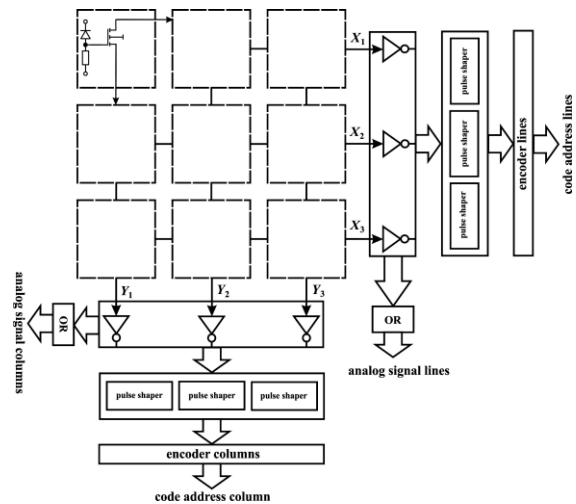 X1
X2
X3
pulse shaper
pulse shaper
pulse shaper
encoder lines
code address lines
Y1
Y2
Y3
analog signal columns
OR
OR
analog signal lines
pulse shaper
pulse shaper
pulse shaper
encoder columns
code address column